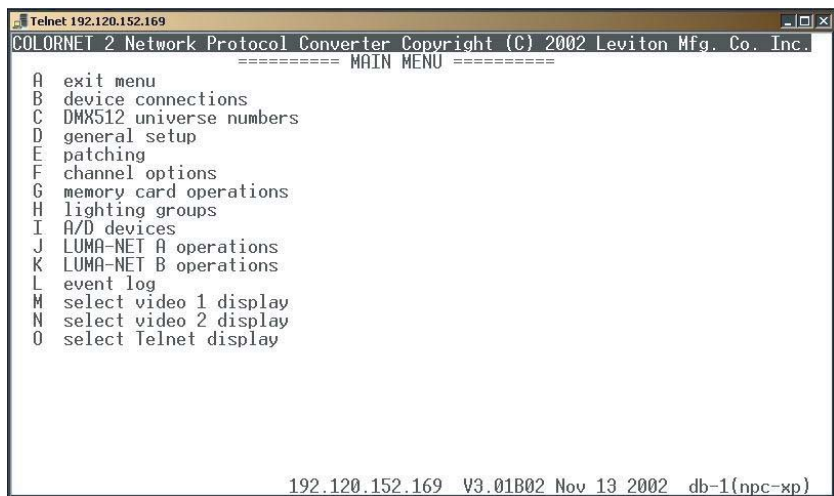 Telnet 192.120.152.169
COLORNET 2 Network Protocol Converter Copyright (C) 2002 Leviton Mfg. Co. Inc.
========== MAIN MENU ==========
A exit menu
B device connections
C DMX512 universe numbers
D general setup
E patching
F channel options
G memory card operations
H lighting groups
I A/D devices
J LUMA-NET A operations
K LUMA-NET B operations
L event log
M select video 1 display
N select video 2 display
O select Telnet display
192.120.152.169 V3.01B02 Nov 13 2002 db-1(npc-xp)